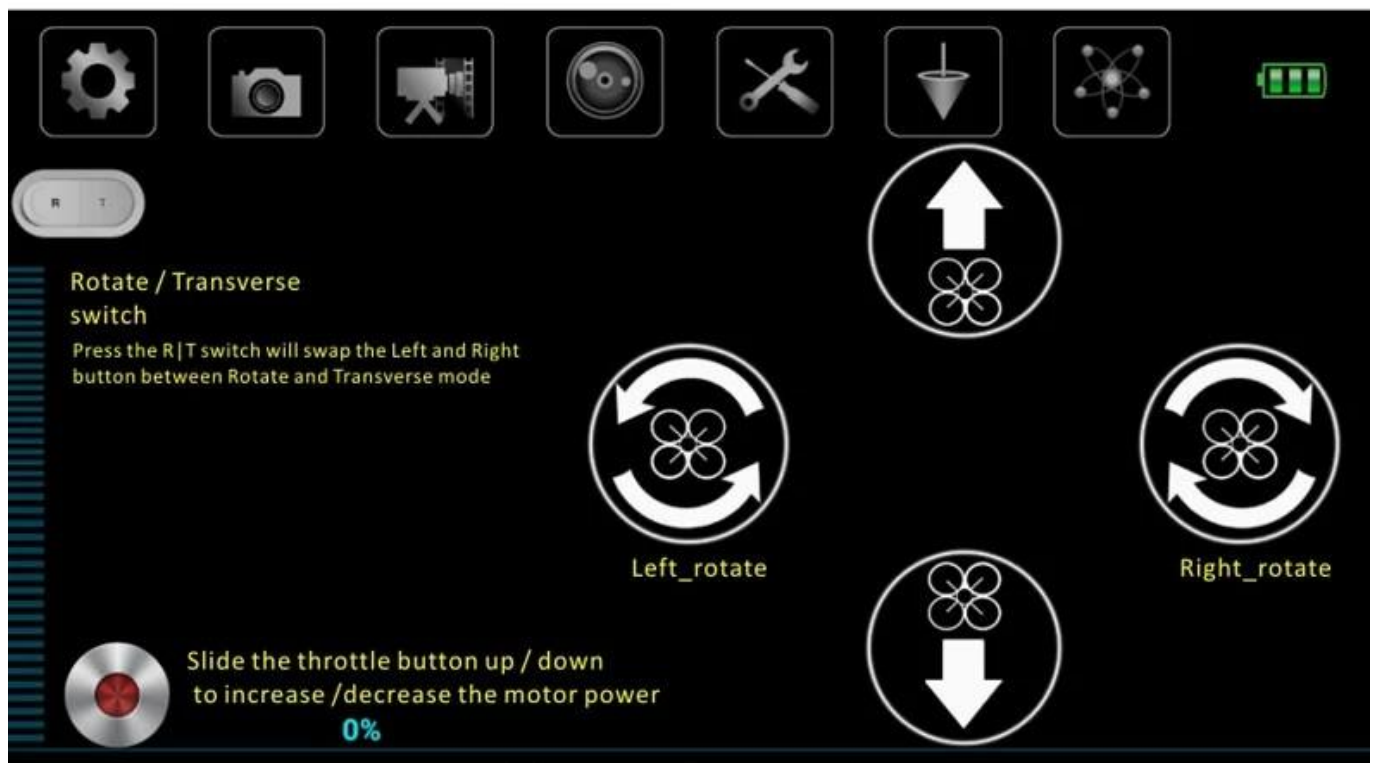 R T
Rotate / Transverse
switch
Press the R|T switch will swap the Left and Right
button between Rotate and Transverse mode
Left_rotate
Right_rotate
Slide the throttle button up / down
to increase /decrease the motor power
0%